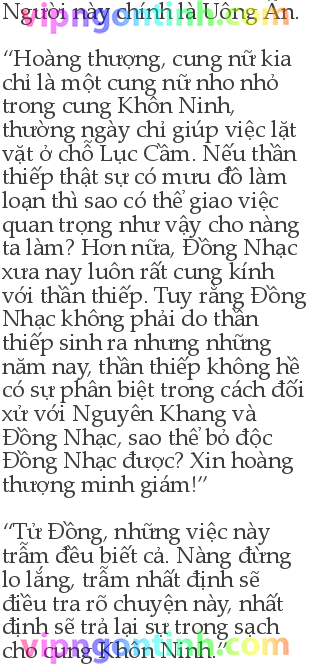 Người này chính là Uông Ấn.
vipngontinh.com
“Hoàng thượng, cung nữ kia
chỉ là một cung nữ nho nhỏ
trong cung Khôn Ninh,
thường ngày chỉ giúp việc lặt
vặt ở chỗ Lục Cầm. Nếu thần
thiếp thật sự có mưu đồ làm
loạn thì sao có thể giao việc
quan trọng như vậy cho nàng
ta làm? Hơn nữa, Đồng Nhạc
xưa nay luôn rất cung kính
với thần thiếp. Tuy rằng Đồng
Nhạc không phải do thần
thiếp sinh ra nhưng những
năm nay, thần thiếp không hề
có sự phân biệt trong cách đối
xử với Nguyên Khang và
Đồng Nhạc, sao thể bỏ độc
Đồng Nhạc được? Xin hoàng
thượng minh giám!”
“Tử Đồng, những việc này
trẫm đều biết cả. Nàng đừng
lo lắng, trẫm nhất định sẽ
điều tra rõ chuyện này, nhất
định sẽ trả lại sự trong sạch
cho cung Khôn Ninh.”
vipngontinh.com